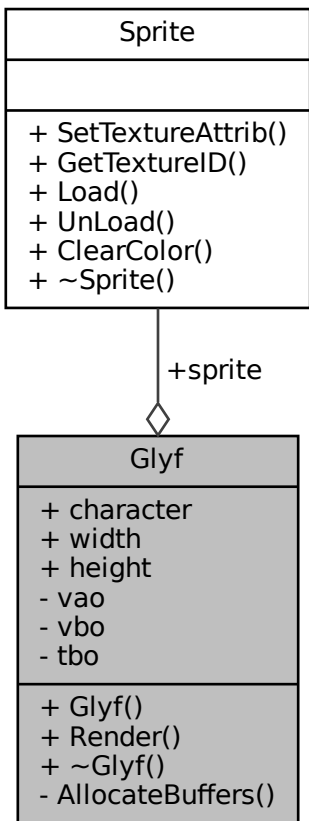 Sprite
+ SetTextureAttrib()
+ GetTextureID()
+ Load()
+ UnLoad()
+ ClearColor()
+ ~Sprite()
+sprite
Glyf
+ character
+ width
+ height
- vao
- vbo
- tbo
+ Glyf()
+ Render()
+ ~Glyf()
- AllocateBuffers()